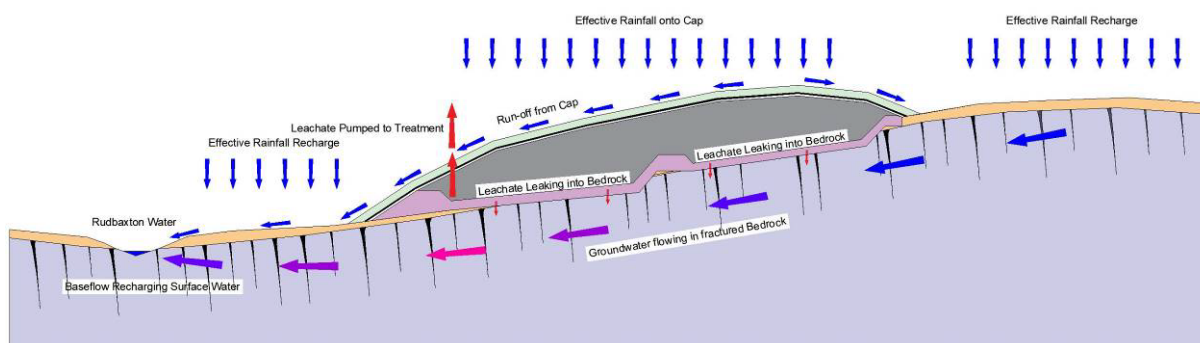 Effective Rainfall onto Cap
Effective Rainfall Recharge
Run-off from Cap
Leachate Pumped to Treatment
Effective Rainfall Recharge
Leachate Leaking into Bedrock
Leachate Leaking into Bedrock
Rudbaxton Water
Groundwater flowing in fractured Bedrock
Baseflow Recharging Surface Water